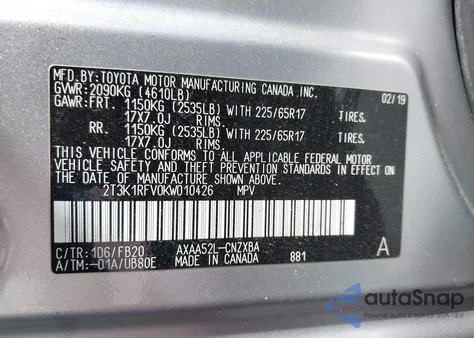 MFD.BY:TOYOTA MOTOR MANUFACTURING CANADA INC.
GVWR:2090KG (4610LB) 02/19
GAWR:FRT. 1150KG (2535LB) WITH 225/65R17 TIRES,
17X7.0J RIMS
RR. 1150KG (2535LB) WITH 225/65R17 TIRES,
17X7.0J RIMS
THIS VEHICLE CONFORMS TO ALL APPLICABLE FEDERAL MOTOR
VEHICLE SAFETY AND THEFT PREVENTION STANDARDS IN EFFECT ON
THE DATE OF MANUFACTURE SHOWN ABOVE.
2T3K1RFV0KW010426 MPV
C/TR:1D6/FB20 AXAA52L-CNZXBA A
A/TM:-01A/UB80E MADE IN CANADA 881
autoSnap